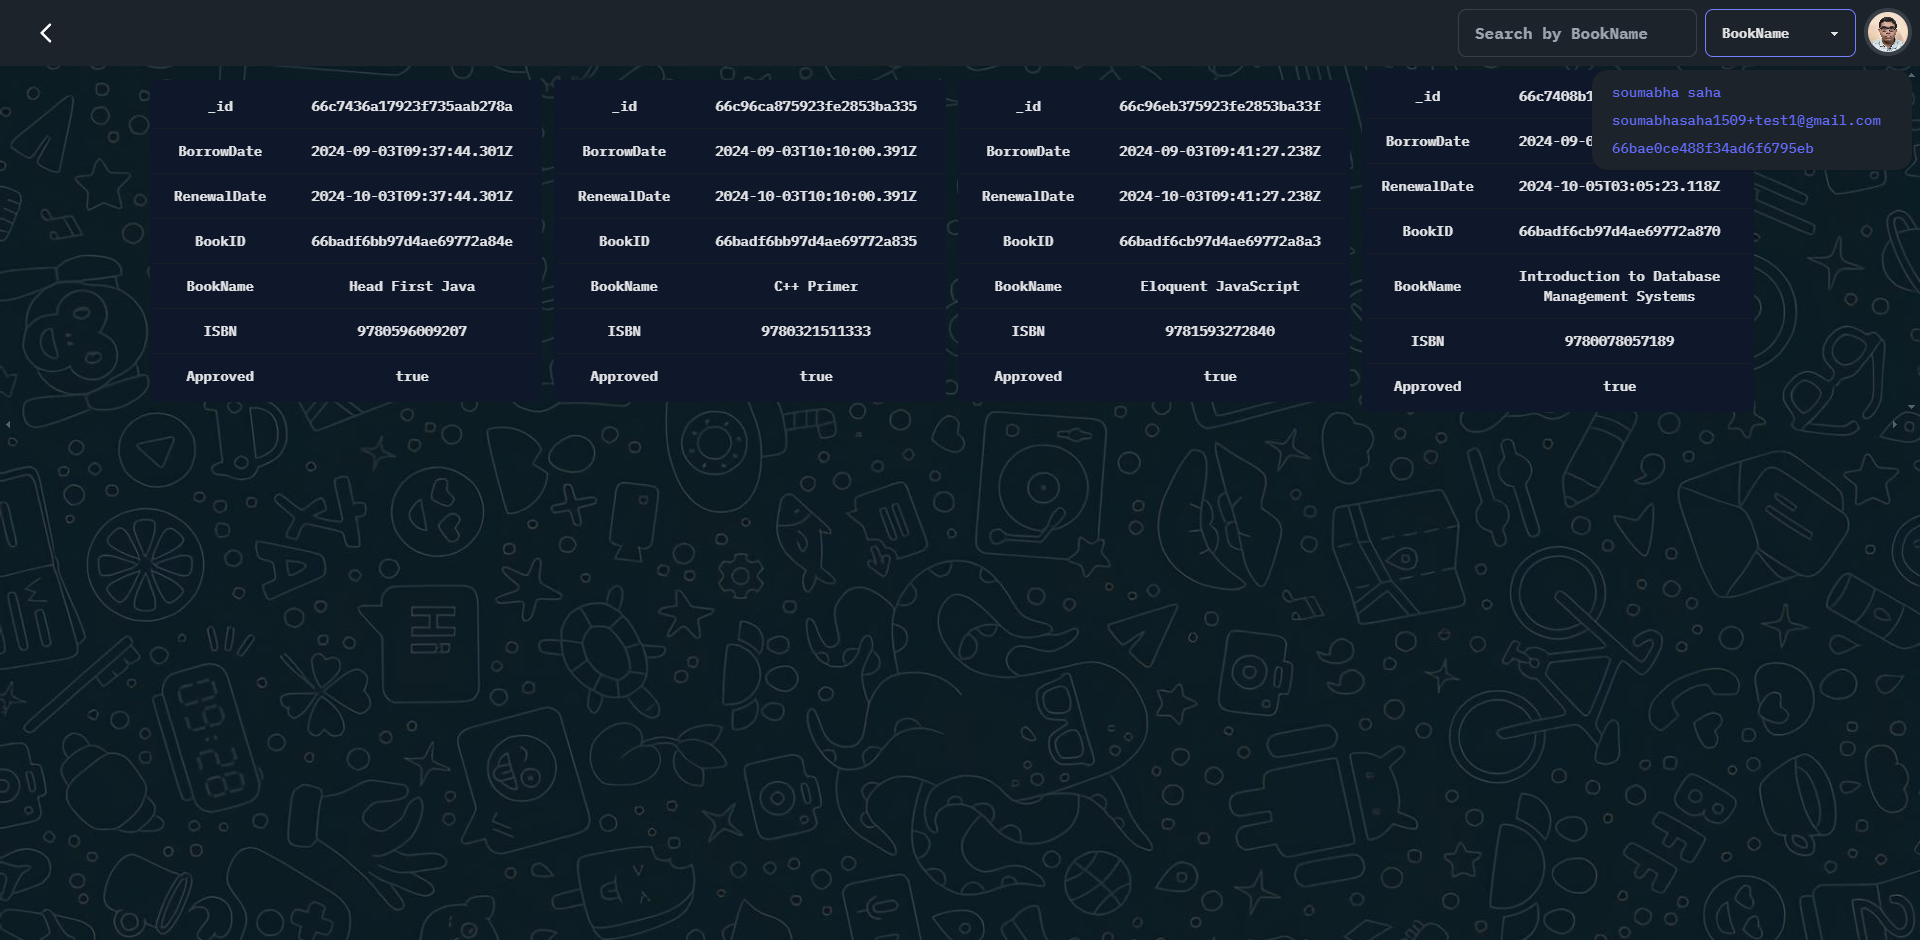 Search by BookName
BookName
soumabha saha
soumabhasaha1509+test1@gmail.com
66bae0ce488f34ad6f6795eb
_id 66c7436a17923f735aab278a
BorrowDate 2024-09-03T09:37:44.301Z
RenewalDate 2024-10-03T09:37:44.301Z
BookID 66badf6bb97d4ae69772a84e
BookName Head First Java
ISBN 9780596009207
Approved true
_id 66c96ca875923fe2853ba335
BorrowDate 2024-09-03T10:10:00.391Z
RenewalDate 2024-10-03T10:10:00.391Z
BookID 66badf6bb97d4ae69772a835
BookName C++ Primer
ISBN 9780321511333
Approved true
_id 66c96eb375923fe2853ba33f
BorrowDate 2024-09-03T09:41:27.238Z
RenewalDate 2024-10-03T09:41:27.238Z
BookID 66badf6cb97d4ae69772a8a3
BookName Eloquent JavaScript
ISBN 9781593272840
Approved true
_id 66c7408b1
BorrowDate 2024-09-0
RenewalDate 2024-10-05T03:05:23.118Z
BookID 66badf6cb97d4ae69772a870
BookName Introduction to Database
Management Systems
ISBN 9780078057189
Approved true
Hi!
09:28